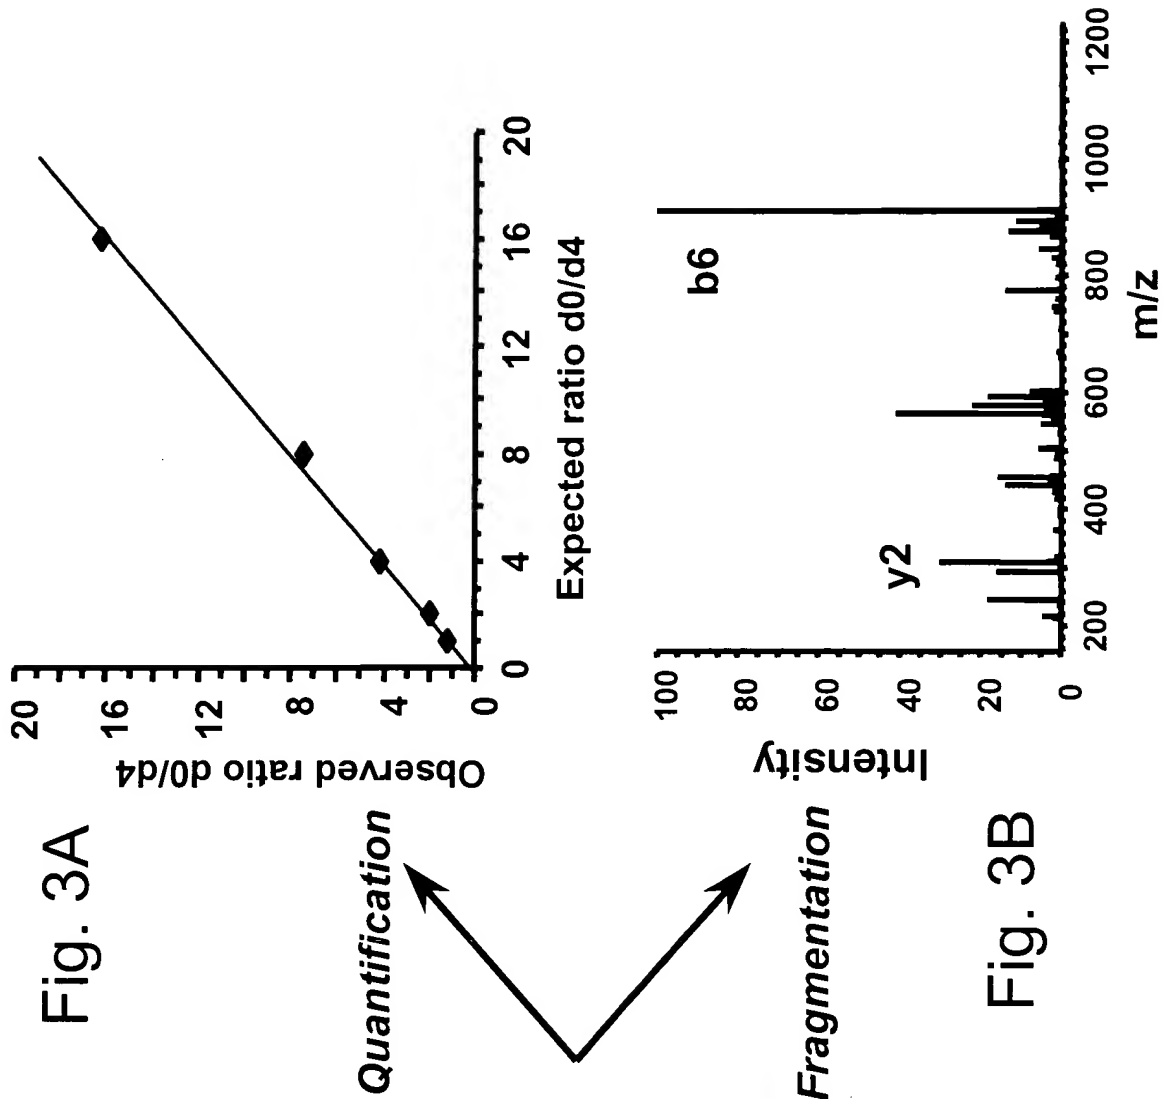 Fig. 3A
Quantification
Observed ratio d0/d4
20
16
12
8
4
0
0
4
8
12
16
20
Expected ratio d0/d4
Fragmentation
Fig. 3B
Intensity
100
80
60
40
20
0
y2
b6
200
400
600
800
1000
1200
m/z